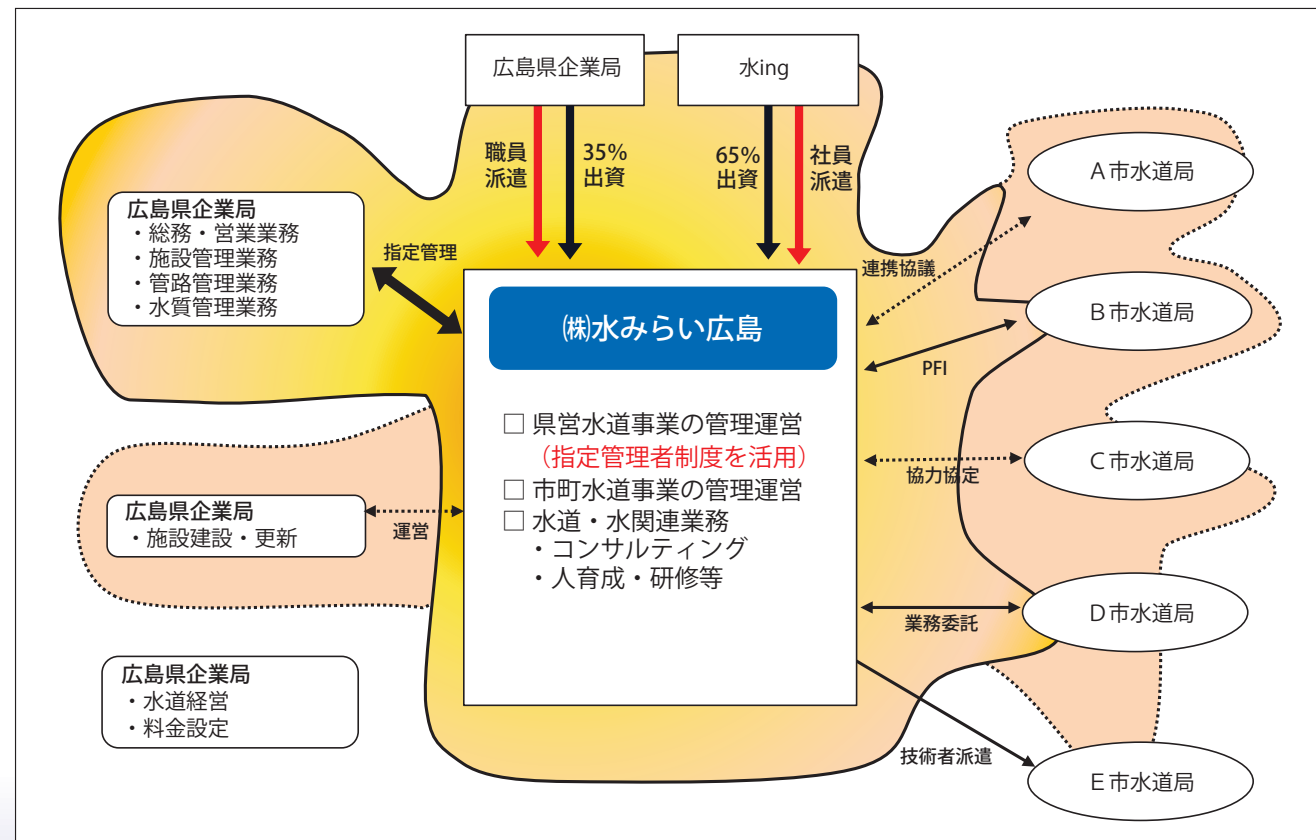 広島県企業局
水ing
職員
派遣
35%
出資
65%
出資
社員
派遣
広島県企業局
・総務・営業業務
・施設管理業務
・管路管理業務
・水質管理業務
指定管理
㈱水みらい広島
□ 県営水道事業の管理運営
（指定管理者制度を活用）
□ 市町水道事業の管理運営
□ 水道・水関連業務
・コンサルティング
・人育成・研修等
広島県企業局
・施設建設・更新
運営
広島県企業局
・水道経営
・料金設定
連携協議
A市水道局
PFI
B市水道局
協力協定
C市水道局
業務委託
D市水道局
技術者派遣
E市水道局